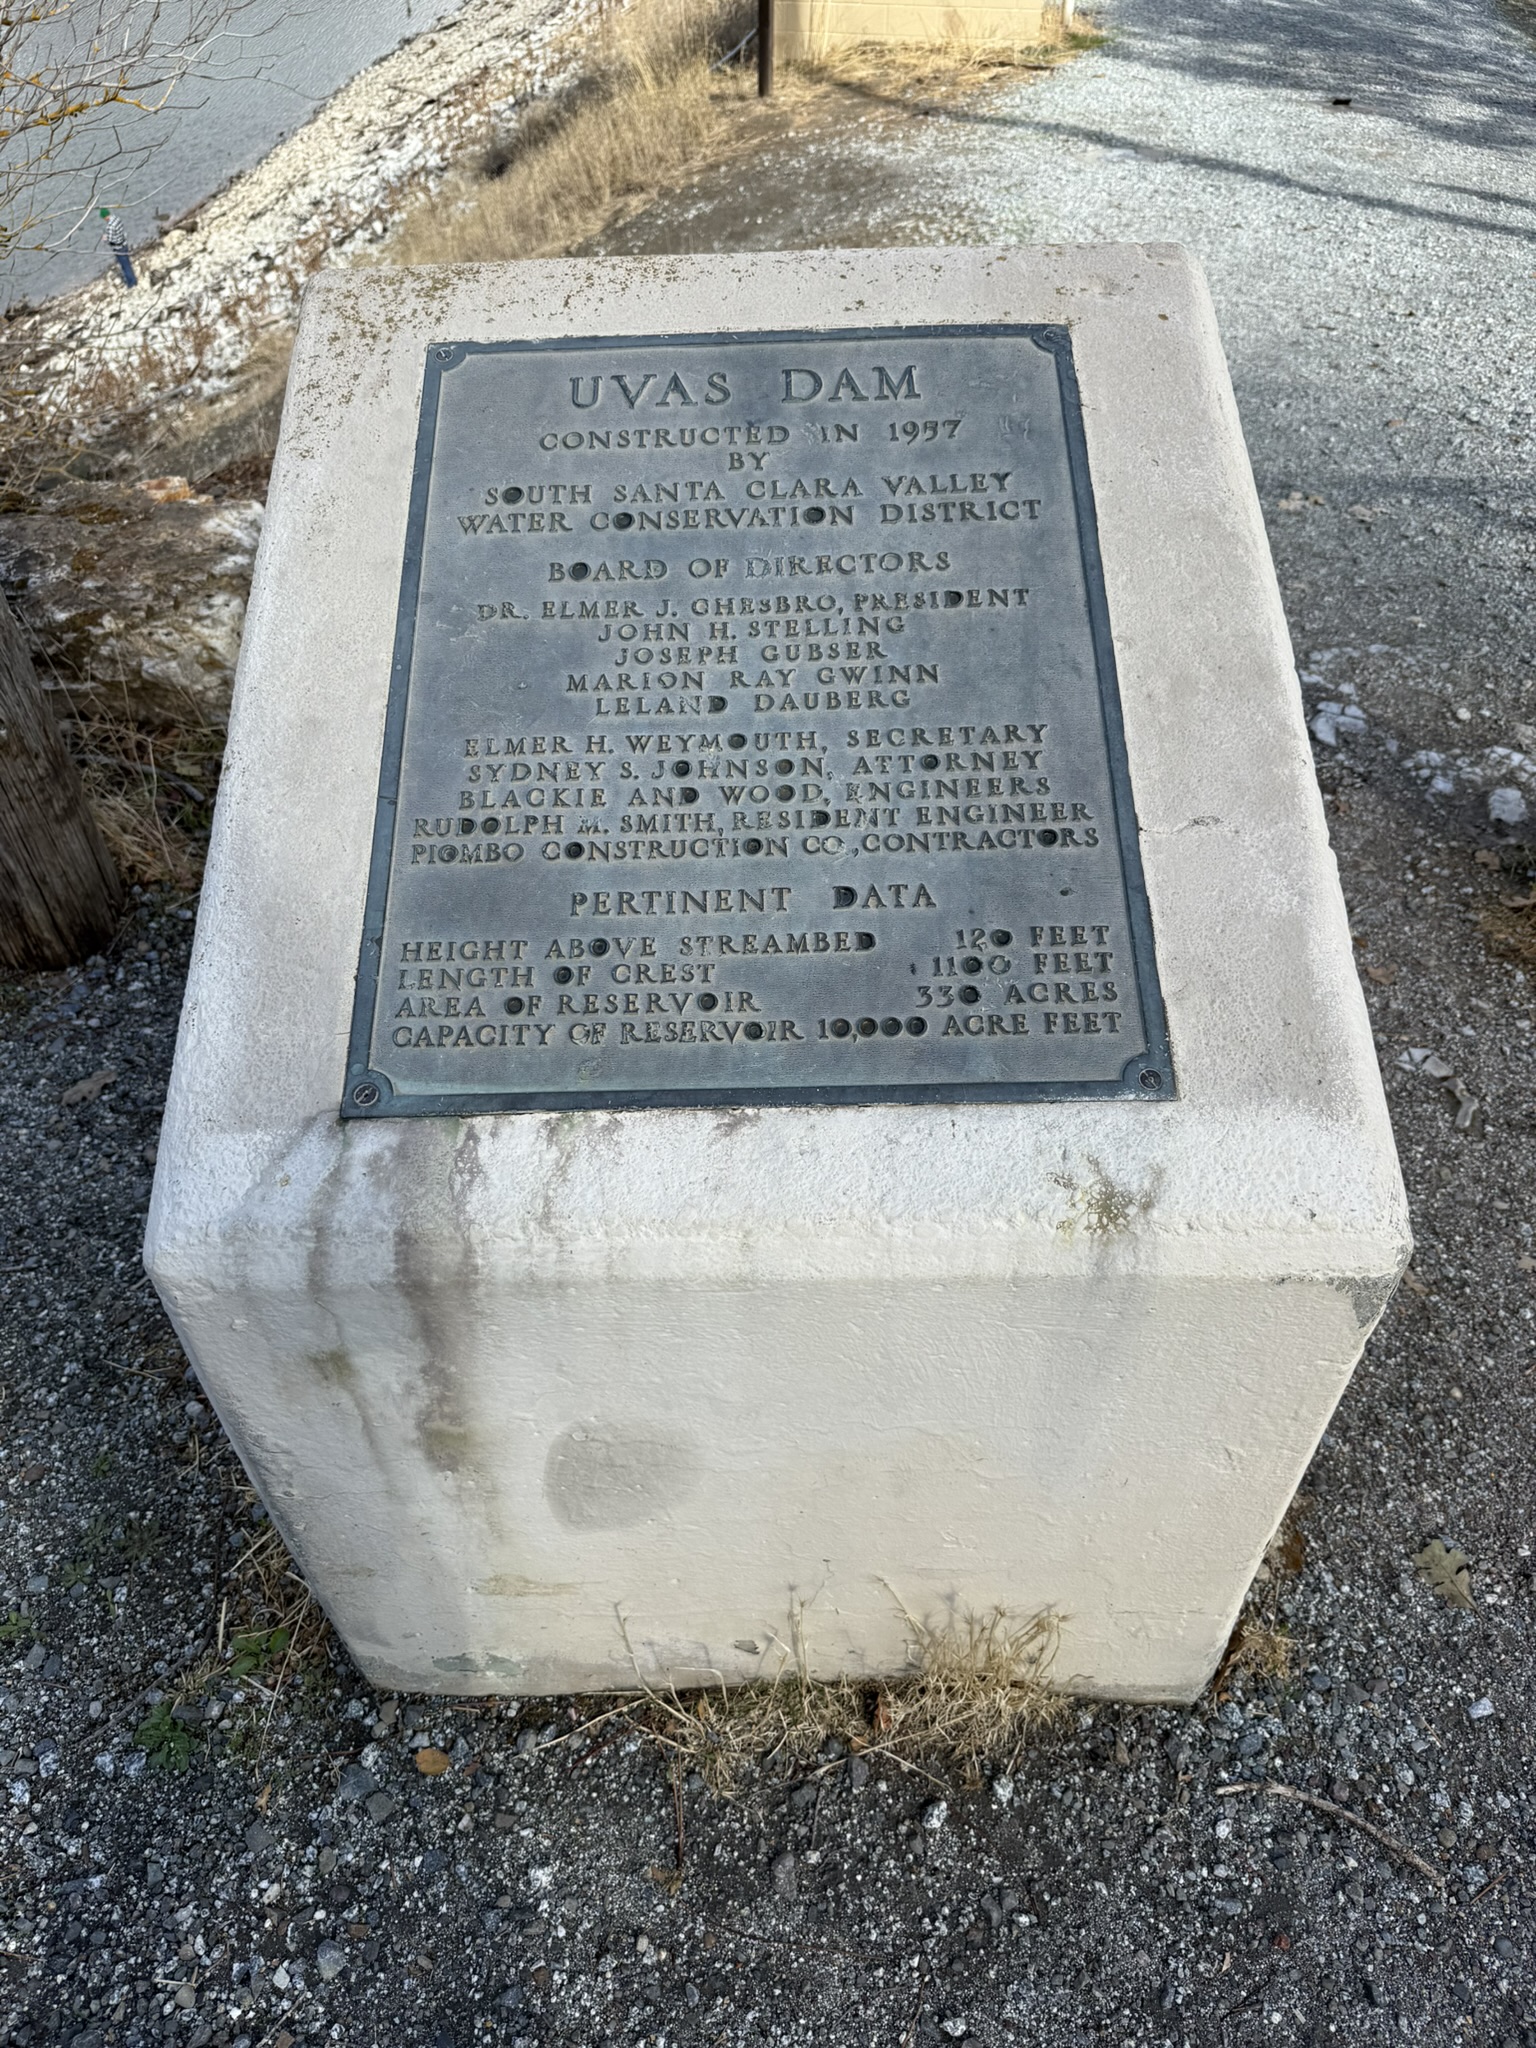 UVAS DAM
CONSTRUCTED IN 1957
BY
SOUTH SANTA CLARA VALLEY
WATER CONSERVATION DISTRICT
BOARD OF DIRECTORS
DR. ELMER J. CHESBRO, PRESIDENT
JOHN H. STELLING
JOSEPH GUBSER
MARION RAY GWINN
LELAND DAUBERG
ELMER H. WEYMOUTH, SECRETARY
SYDNEY S. JOHNSON, ATTORNEY
BLACKIE AND WOOD, ENGINEERS
RUDOLPH M. SMITH, RESIDENT ENGINEER
PIOMBO CONSTRUCTION CO., CONTRACTORS
PERTINENT DATA
HEIGHT ABOVE STREAMBED 120 FEET
LENGTH OF CREST 1100 FEET
AREA OF RESERVOIR 330 ACRES
CAPACITY OF RESERVOIR 10,000 ACRE FEET